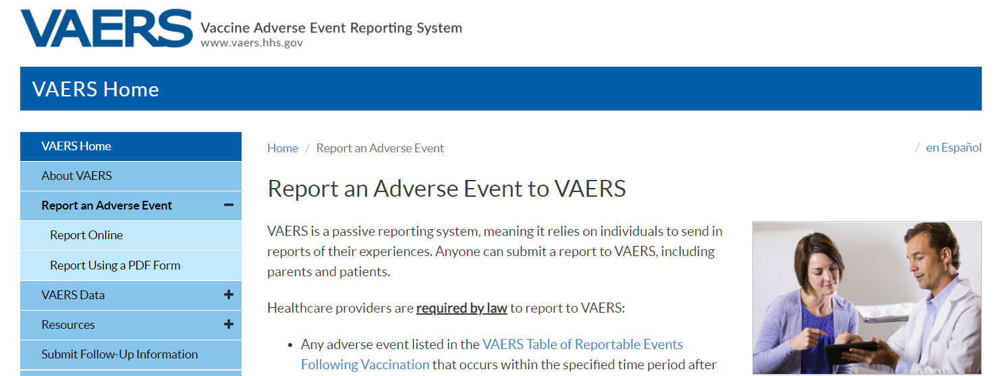 VAERS Vaccine Adverse Event Reporting System
www.vaers.hhs.gov
VAERS Home
VAERS Home
About VAERS
Report an Adverse Event −
Report Online
Report Using a PDF Form
VAERS Data +
Resources +
Submit Follow-Up Information
Home / Report an Adverse Event
/ en Español
Report an Adverse Event to VAERS
VAERS is a passive reporting system, meaning it relies on individuals to send in
reports of their experiences. Anyone can submit a report to VAERS, including
parents and patients.
Healthcare providers are required by law to report to VAERS:
• Any adverse event listed in the VAERS Table of Reportable Events
Following Vaccination that occurs within the specified time period after